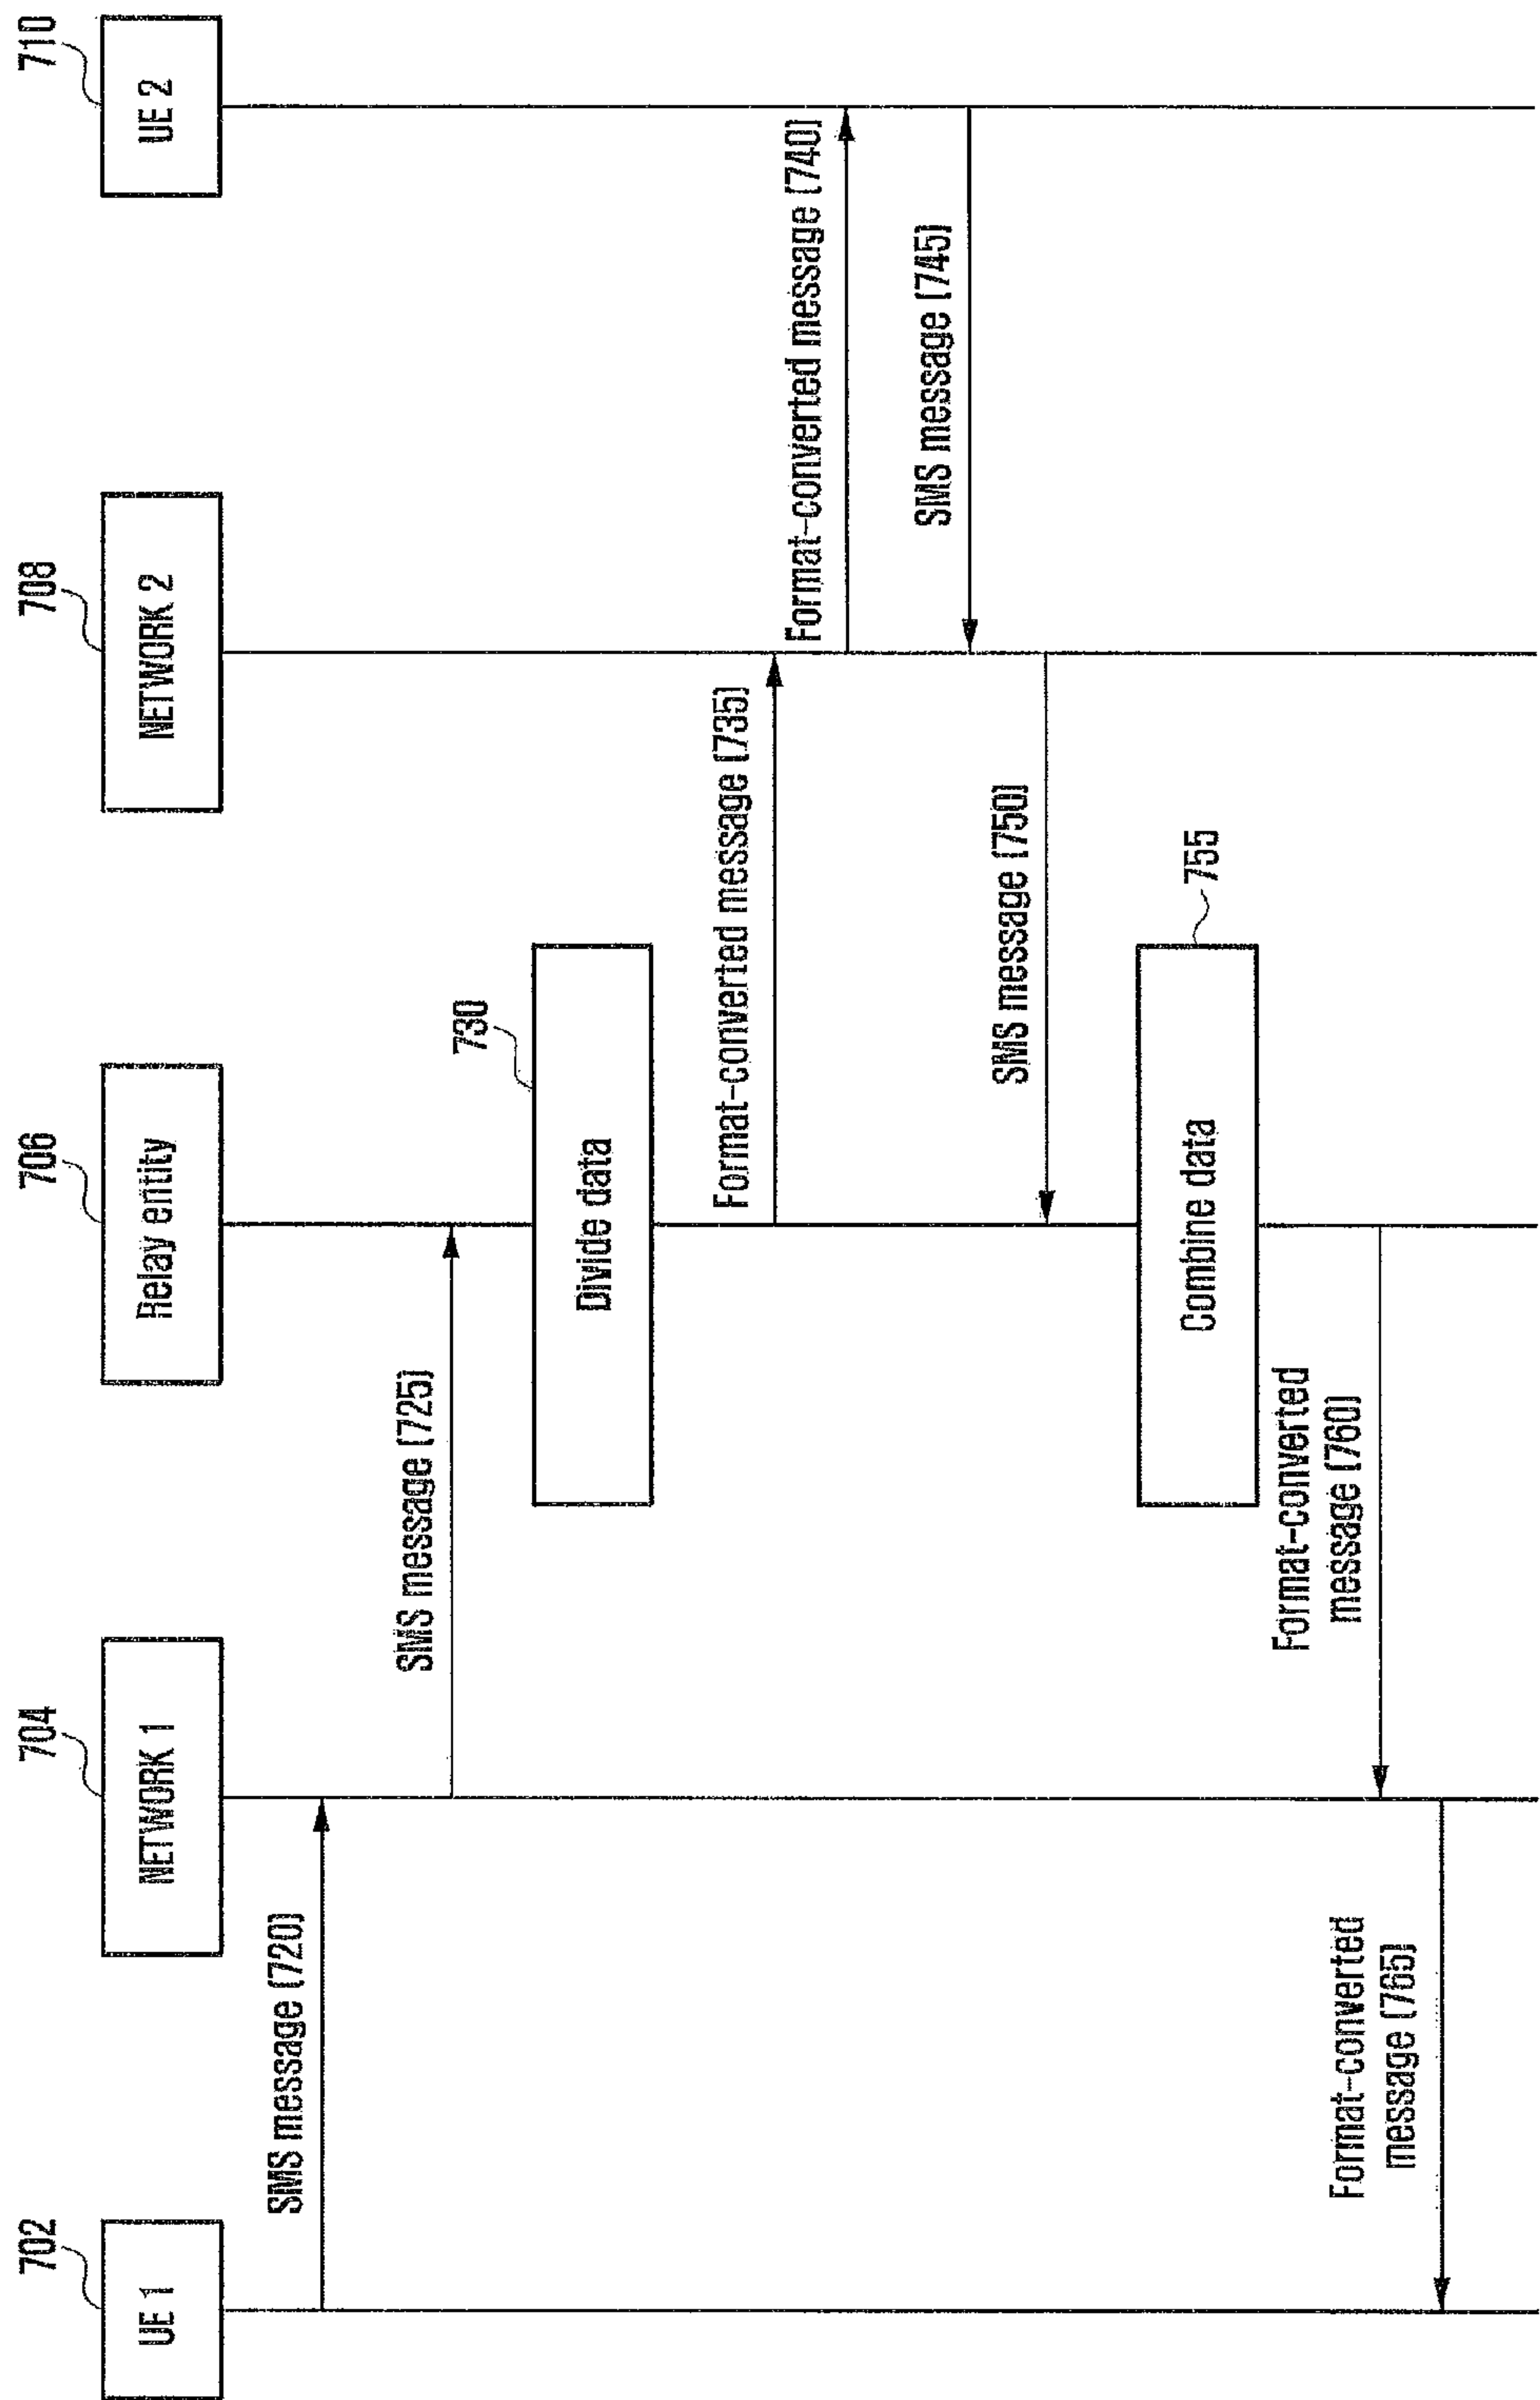 702
UE 1
704
NETWORK 1
706
Relay entity
708
NETWORK 2
710
UE 2
SMS message (720)
SMS message (725)
730
Divide data
Format-converted message (735)
Format-converted message (740)
SMS message (745)
SMS message (750)
755
Combine data
Format-converted
message (760)
Format-converted
message (765)